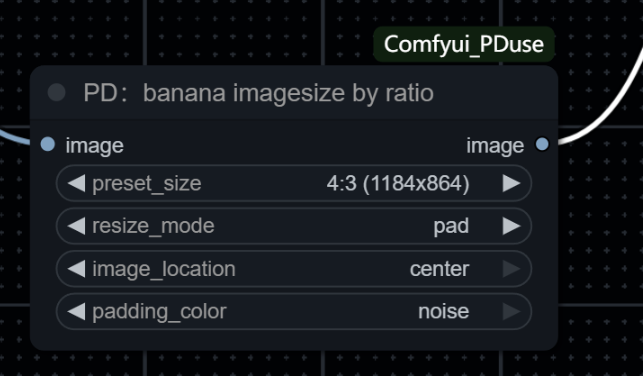 Comfyui_PDuse
PD：banana imagesize by ratio
image image
preset_size 4:3 (1184x864)
resize_mode pad
image_location center
padding_color noise